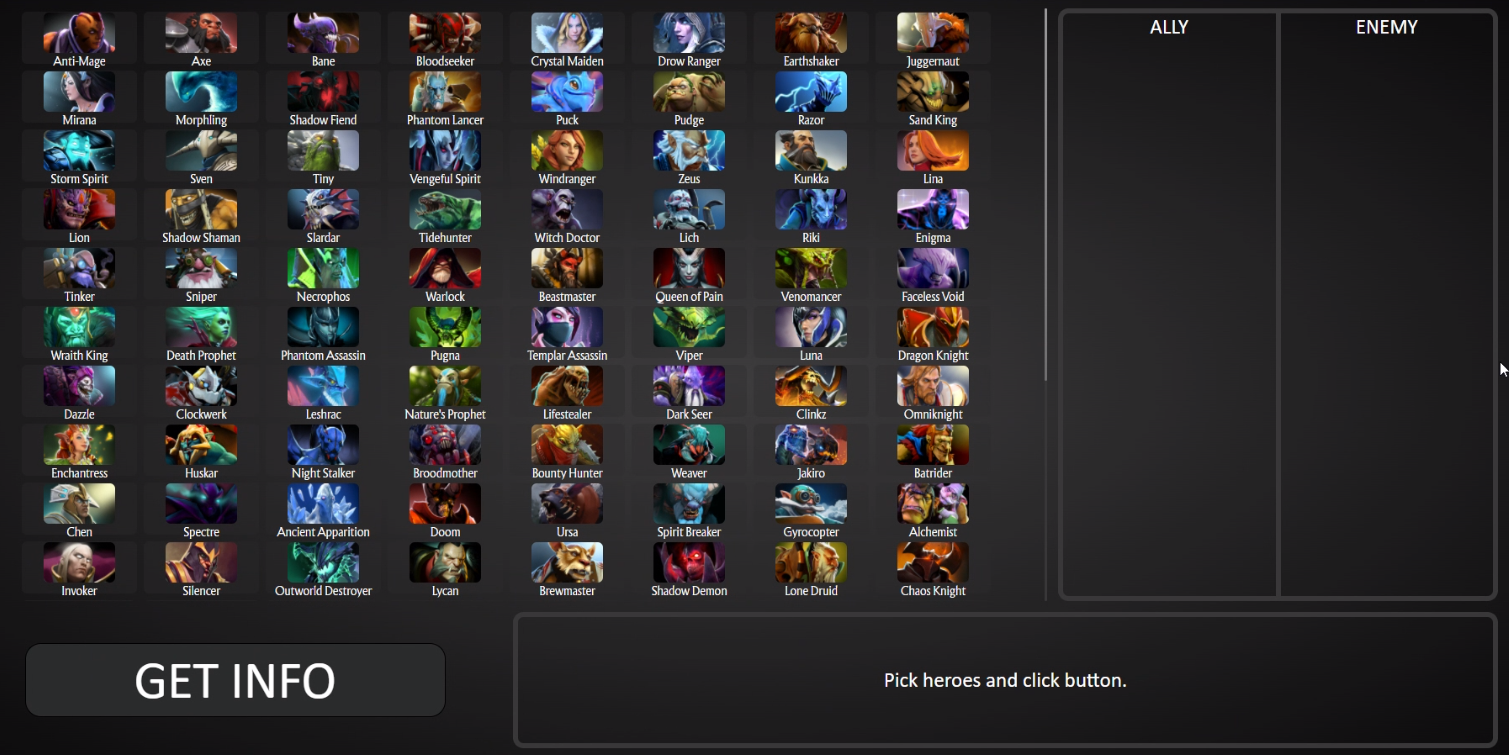 ALLY ENEMY
Anti-Mage Axe Bane Bloodseeker Crystal Maiden Drow Ranger Earthshaker Juggernaut
Mirana Morphling Shadow Fiend Phantom Lancer Puck Pudge Razor Sand King
Storm Spirit Sven Tiny Vengeful Spirit Windranger Zeus Kunkka Lina
Lion Shadow Shaman Slardar Tidehunter Witch Doctor Lich Riki Enigma
Tinker Sniper Necrophos Warlock Beastmaster Queen of Pain Venomancer Faceless Void
Wraith King Death Prophet Phantom Assassin Pugna Templar Assassin Viper Luna Dragon Knight
Dazzle Clockwerk Leshrac Nature's Prophet Lifestealer Dark Seer Clinkz Omniknight
Enchantress Huskar Night Stalker Broodmother Bounty Hunter Weaver Jakiro Batrider
Chen Spectre Ancient Apparition Doom Ursa Spirit Breaker Gyrocopter Alchemist
Invoker Silencer Outworld Destroyer Lycan Brewmaster Shadow Demon Lone Druid Chaos Knight
GET INFO
Pick heroes and click button.